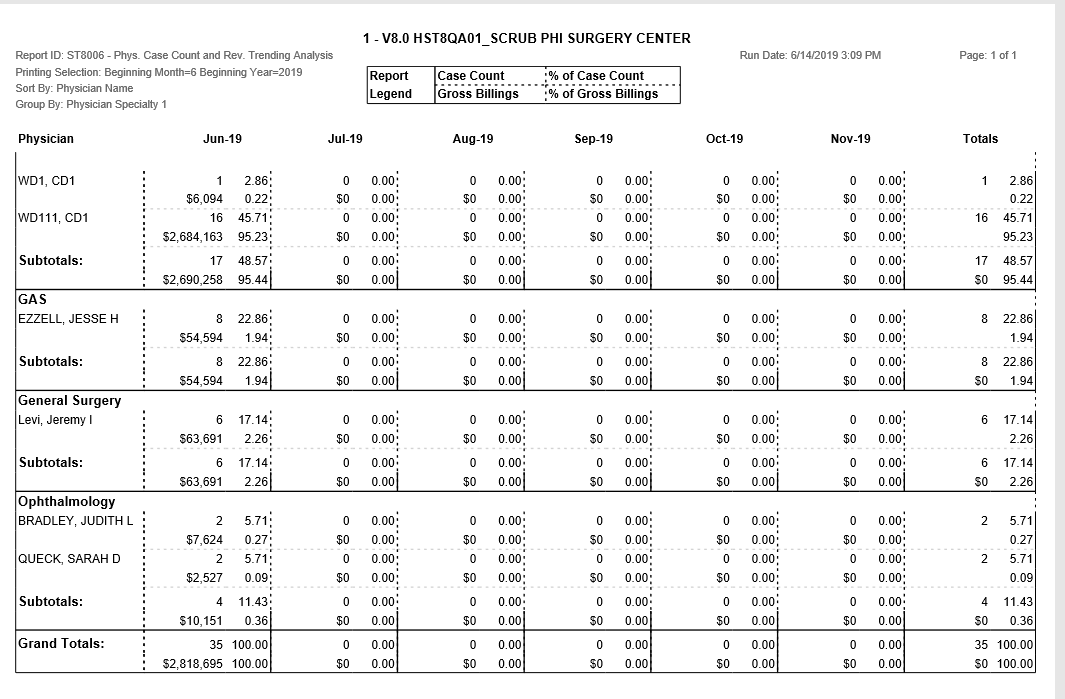 1 - V8.0 HST8QA01_SCRUB PHI SURGERY CENTER
Report ID: ST8006 - Phys. Case Count and Rev. Trending Analysis Run Date: 6/14/2019 3:09 PM Page: 1 of 1
Printing Selection: Beginning Month=6 Beginning Year=2019
Sort By: Physician Name
Group By: Physician Specialty 1
Report Case Count % of Case Count
Legend Gross Billings % of Gross Billings
Physician Jun-19 Jul-19 Aug-19 Sep-19 Oct-19 Nov-19 Totals
WD1, CD1 1 2.86 0 0.00 0 0.00 0 0.00 0 0.00 0 0.00 1 2.86
$6,094 0.22 $0 0.00 $0 0.00 $0 0.00 $0 0.00 $0 0.00 0.22
WD111, CD1 16 45.71 0 0.00 0 0.00 0 0.00 0 0.00 0 0.00 16 45.71
$2,684,163 95.23 $0 0.00 $0 0.00 $0 0.00 $0 0.00 $0 0.00 95.23
Subtotals: 17 48.57 0 0.00 0 0.00 0 0.00 0 0.00 0 0.00 17 48.57
$2,690,258 95.44 $0 0.00 $0 0.00 $0 0.00 $0 0.00 $0 0.00 $0 95.44
GAS
EZZELL, JESSE H 8 22.86 0 0.00 0 0.00 0 0.00 0 0.00 0 0.00 8 22.86
$54,594 1.94 $0 0.00 $0 0.00 $0 0.00 $0 0.00 $0 0.00 1.94
Subtotals: 8 22.86 0 0.00 0 0.00 0 0.00 0 0.00 0 0.00 8 22.86
$54,594 1.94 $0 0.00 $0 0.00 $0 0.00 $0 0.00 $0 0.00 $0 1.94
General Surgery
Levi, Jeremy I 6 17.14 0 0.00 0 0.00 0 0.00 0 0.00 0 0.00 6 17.14
$63,691 2.26 $0 0.00 $0 0.00 $0 0.00 $0 0.00 $0 0.00 2.26
Subtotals: 6 17.14 0 0.00 0 0.00 0 0.00 0 0.00 0 0.00 6 17.14
$63,691 2.26 $0 0.00 $0 0.00 $0 0.00 $0 0.00 $0 0.00 $0 2.26
Ophthalmology
BRADLEY, JUDITH L 2 5.71 0 0.00 0 0.00 0 0.00 0 0.00 0 0.00 2 5.71
$7,624 0.27 $0 0.00 $0 0.00 $0 0.00 $0 0.00 $0 0.00 0.27
QUECK, SARAH D 2 5.71 0 0.00 0 0.00 0 0.00 0 0.00 0 0.00 2 5.71
$2,527 0.09 $0 0.00 $0 0.00 $0 0.00 $0 0.00 $0 0.00 0.09
Subtotals: 4 11.43 0 0.00 0 0.00 0 0.00 0 0.00 0 0.00 4 11.43
$10,151 0.36 $0 0.00 $0 0.00 $0 0.00 $0 0.00 $0 0.00 $0 0.36
Grand Totals: 35 100.00 0 0.00 0 0.00 0 0.00 0 0.00 0 0.00 35 100.00
$2,818,695 100.00 $0 0.00 $0 0.00 $0 0.00 $0 0.00 $0 0.00 $0 100.00